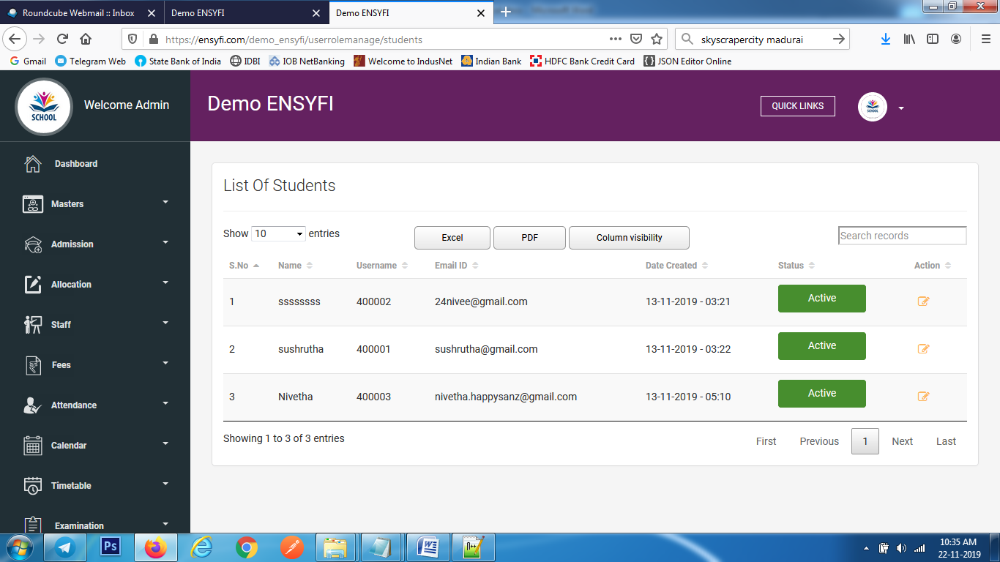 Roundcube Webmail :: Inbox
Demo ENSYFI
Demo ENSYFI
https://ensyfi.com/demo_ensyfi/userrolemanage/students
skyscrapercity madurai
Gmail Telegram Web State Bank of India IDBI IOB NetBanking Welcome to IndusNet Indian Bank HDFC Bank Credit Card JSON Editor Online
SCHOOL
Welcome Admin
Demo ENSYFI
QUICK LINKS
SCHOOL
Dashboard
Masters
Admission
Allocation
Staff
Fees
Attendance
Calendar
Timetable
Examination
List Of Students
Show 10 entries
Excel PDF Column visibility
Search records
S.No Name Username Email ID Date Created Status Action
1 ssssssss 400002 24nivee@gmail.com 13-11-2019 - 03:21 Active
2 sushrutha 400001 sushrutha@gmail.com 13-11-2019 - 03:22 Active
3 Nivetha 400003 nivetha.happysanz@gmail.com 13-11-2019 - 05:10 Active
Showing 1 to 3 of 3 entries
First Previous 1 Next Last
Ps
10:35 AM
22-11-2019